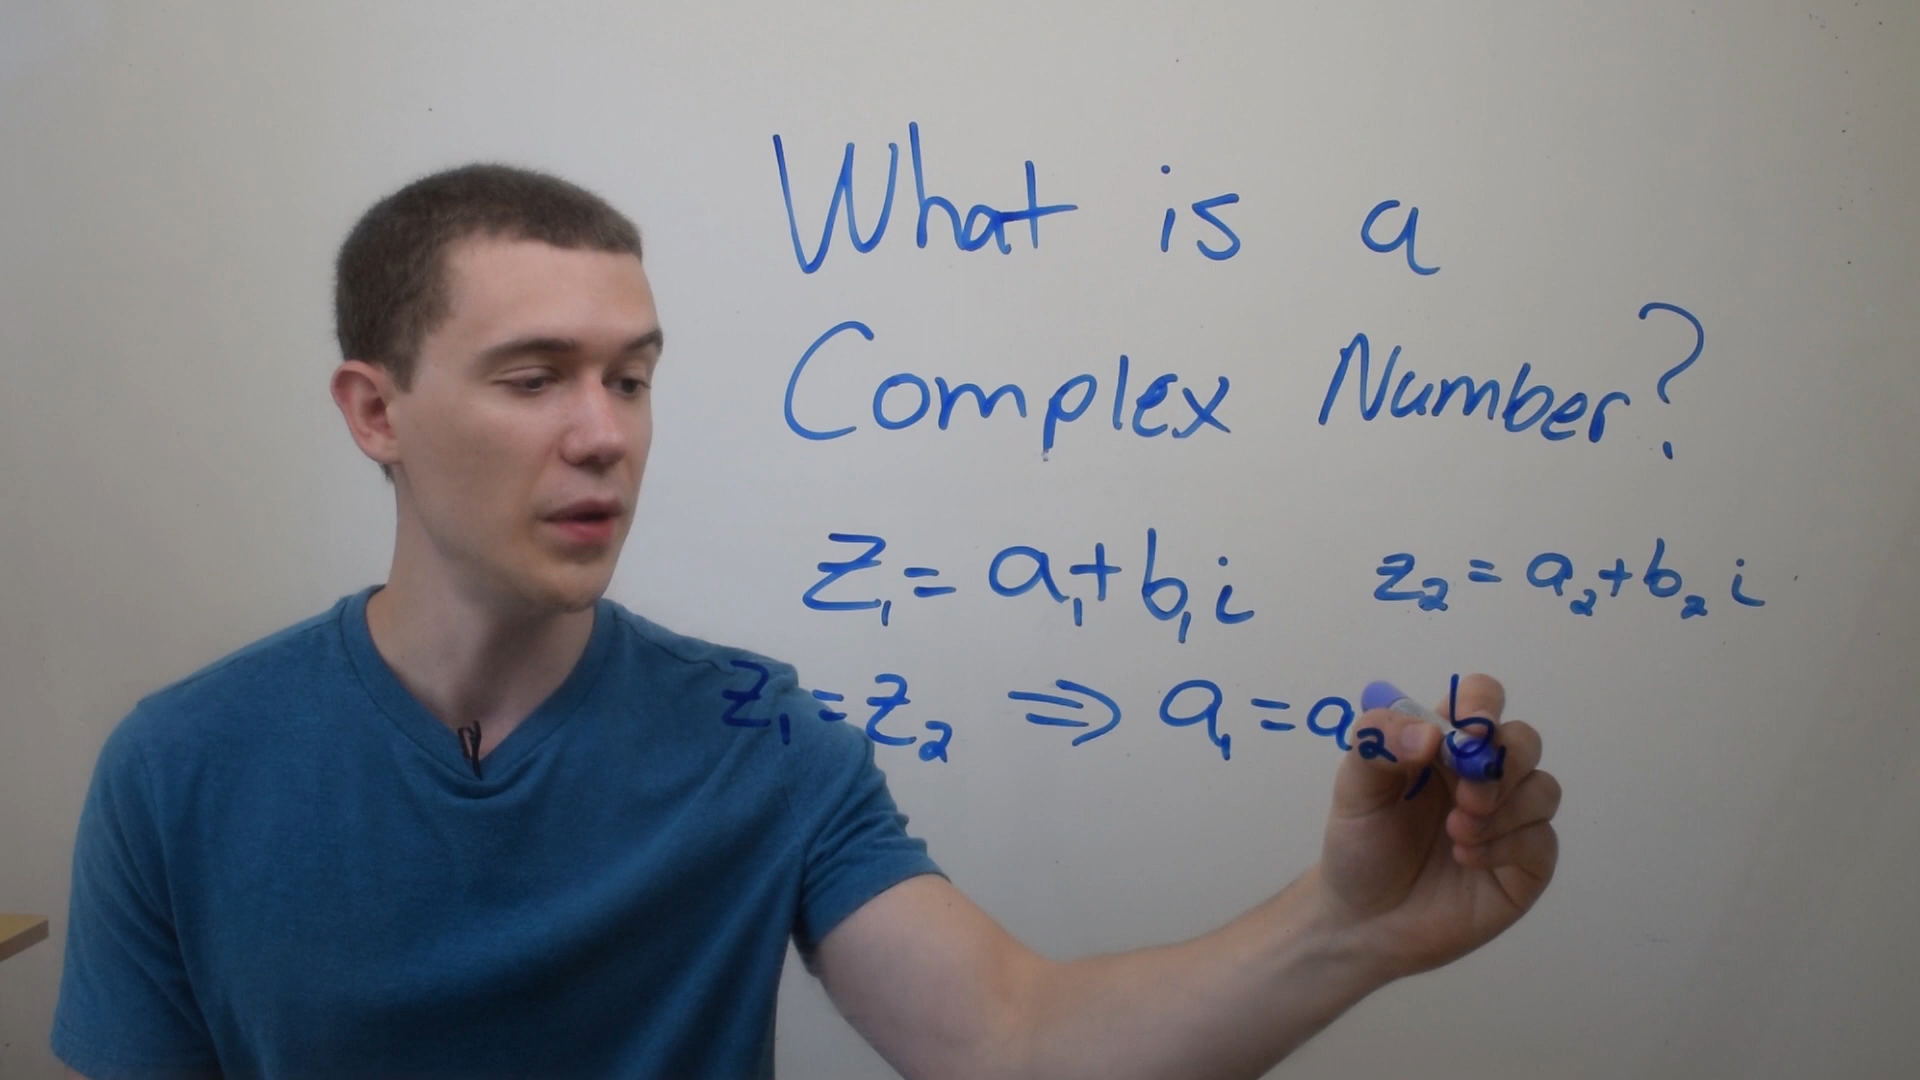 What is a
Complex Number?
z₁ = a₁ + b₁i z₂ = a₂ + b₂i
z₁ = z₂ ⇒ a₁ = a₂, b₁